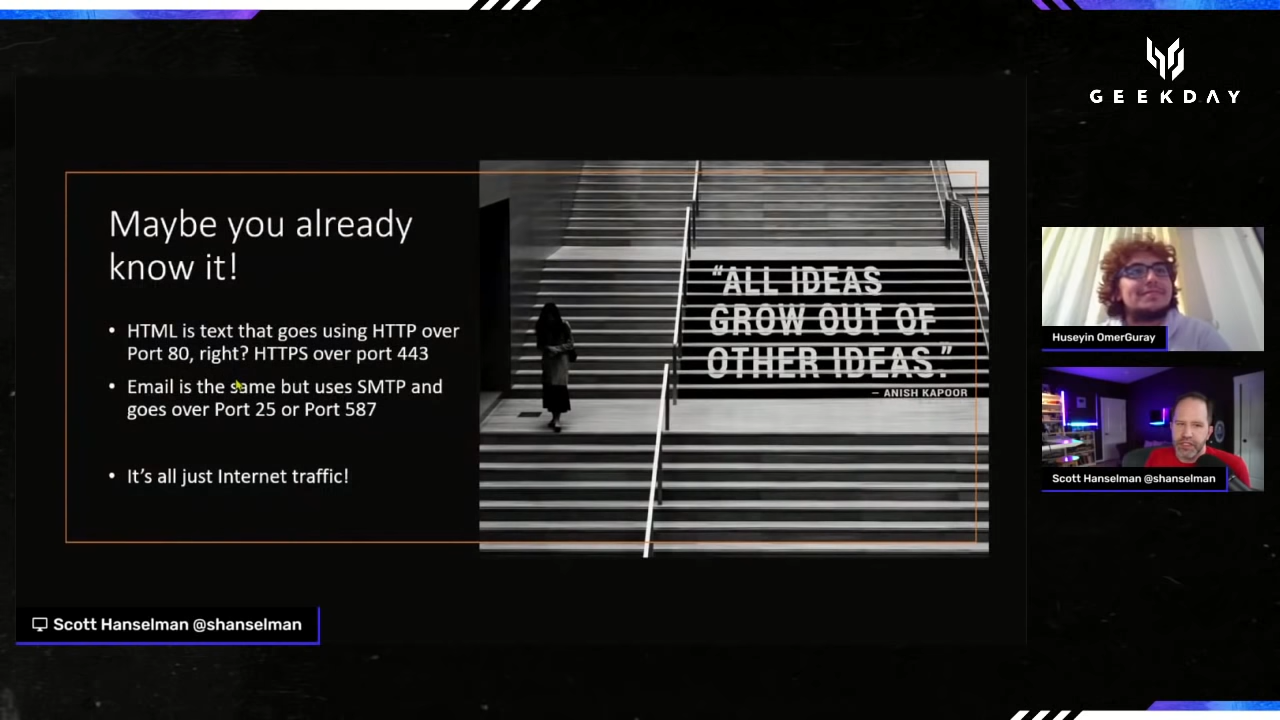 GEEKDAY
Maybe you already
know it!
• HTML is text that goes using HTTP over
Port 80, right? HTTPS over port 443
• Email is the same but uses SMTP and
goes over Port 25 or Port 587
• It's all just Internet traffic!
“ALL IDEAS
GROW OUT OF
OTHER IDEAS.”
– ANISH KAPOOR
Huseyin OmerGuray
Scott Hanselman @shanselman
Scott Hanselman @shanselman